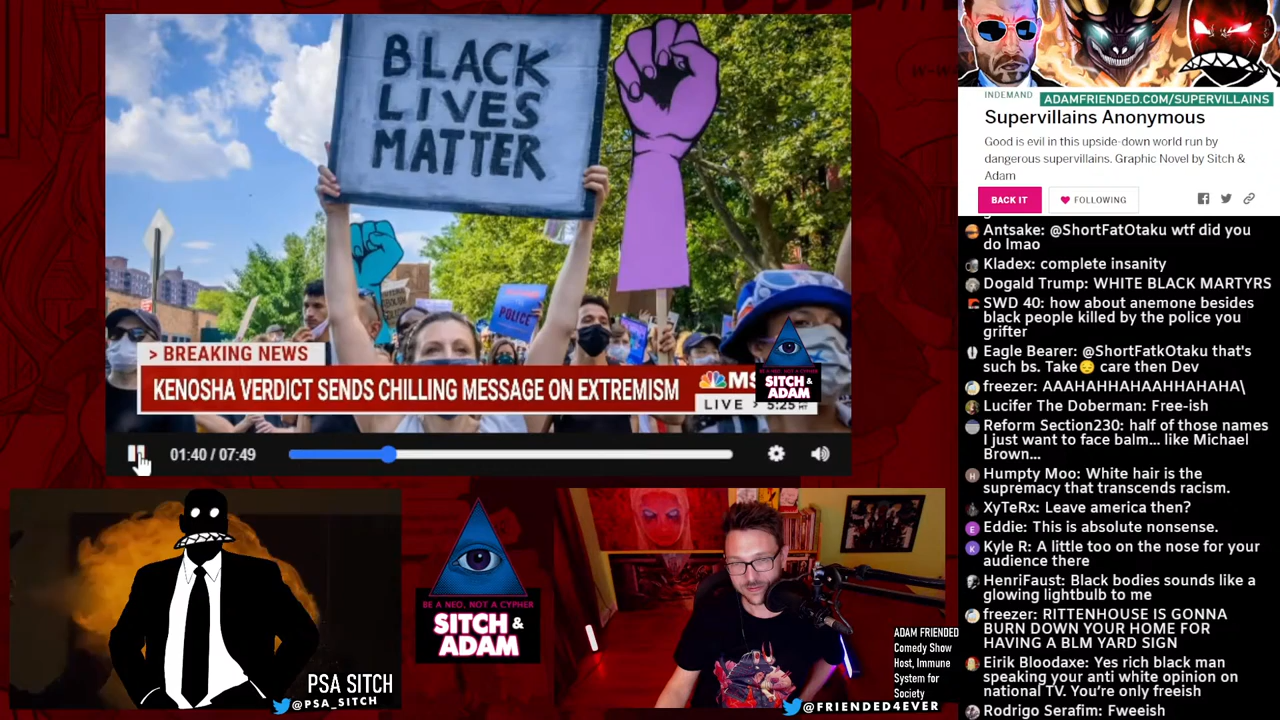 BLACK
LIVES
MATTER
POLICE
> BREAKING NEWS
KENOSHA VERDICT SENDS CHILLING MESSAGE ON EXTREMISM
MS
LIVE > 5:25 MT
BE A NEO, NOT A CYPHER
SITCH &
ADAM
01:40 / 07:49
PSA SITCH
@PSA_SITCH
BE A NEO, NOT A CYPHER
SITCH &
ADAM
ADAM FRIENDED
Comedy Show
Host, Immune
System for
Society
@FRIENDED4EVER
INDEMAND
ADAMFRIENDED.COM/SUPERVILLAINS
Supervillains Anonymous
Good is evil in this upside-down world run by
dangerous supervillains. Graphic Novel by Sitch &
Adam
BACK IT
FOLLOWING
Antsake: @ShortFatOtaku wtf did you
do lmao
Kladex: complete insanity
Dogald Trump: WHITE BLACK MARTYRS
SWD 40: how about anemone besides
black people killed by the police you
grifter
Eagle Bearer: @ShortFatkOtaku that's
such bs. Take😔 care then Dev
freezer: AAAHAHHAHAAHHAHAHA\
Lucifer The Doberman: Free-ish
Reform Section230: half of those names
I just want to face balm... like Michael
Brown...
Humpty Moo: White hair is the
supremacy that transcends racism.
XyTeRx: Leave america then?
Eddie: This is absolute nonsense.
Kyle R: A little too on the nose for your
audience there
HenriFaust: Black bodies sounds like a
glowing lightbulb to me
freezer: RITTENHOUSE IS GONNA
BURN DOWN YOUR HOME FOR
HAVING A BLM YARD SIGN
Eirik Bloodaxe: Yes rich black man
speaking your anti white opinion on
national TV. You're only freeish
Rodrigo Serafim: Fweeish